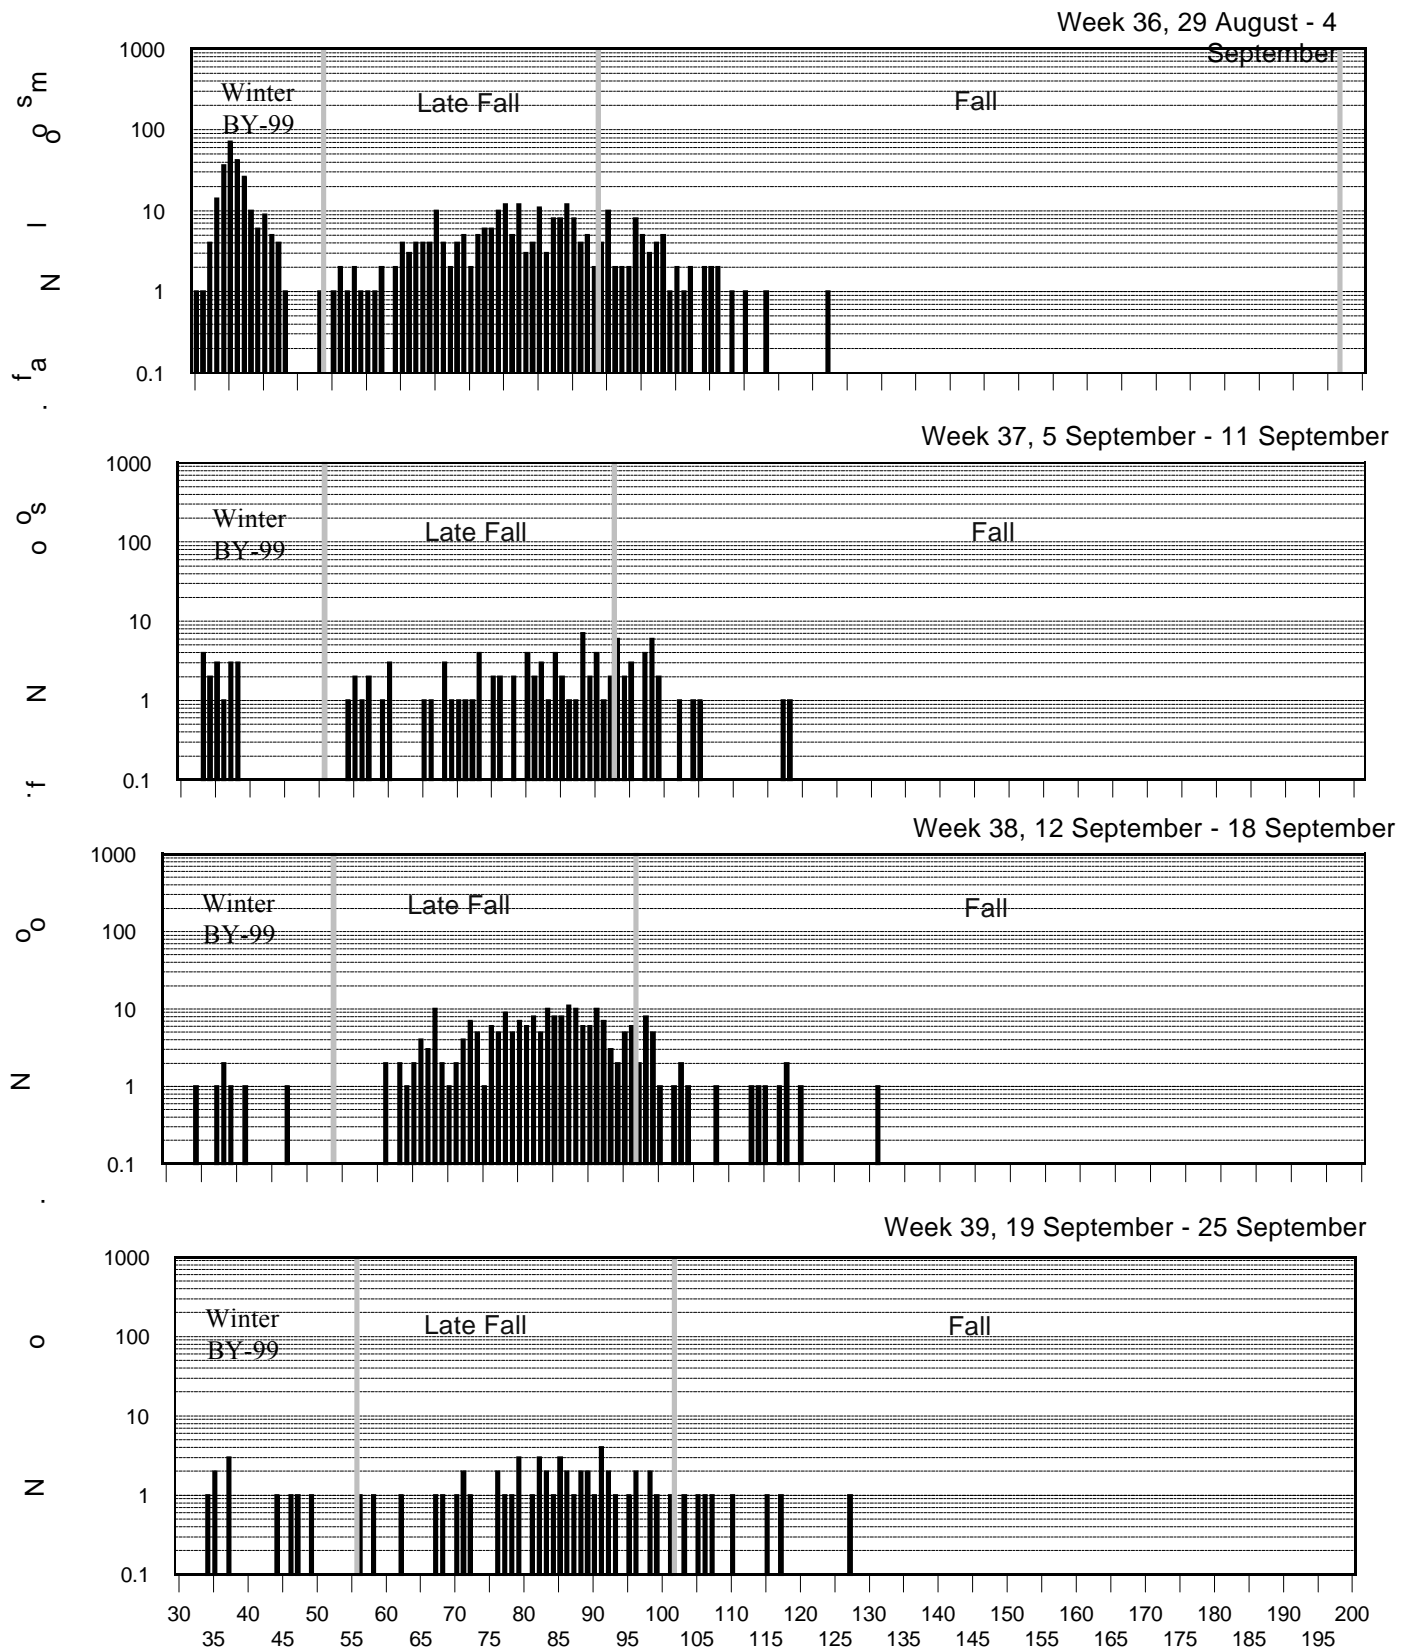 Week 36, 29 August - 4
September
1000
100
10
1
0.1
Winter
BY-99
Late Fall
Fall
Week 37, 5 September - 11 September
1000
100
10
1
0.1
Winter
BY-99
Late Fall
Fall
Week 38, 12 September - 18 September
1000
100
10
1
0.1
Winter
BY-99
Late Fall
Fall
Week 39, 19 September - 25 September
1000
100
10
1
0.1
Winter
BY-99
Late Fall
Fall
30 40 50 60 70 80 90 100 110 120 130 140 150 160 170 180 190 200
35 45 55 65 75 85 95 105 115 125 135 145 155 165 175 185 195